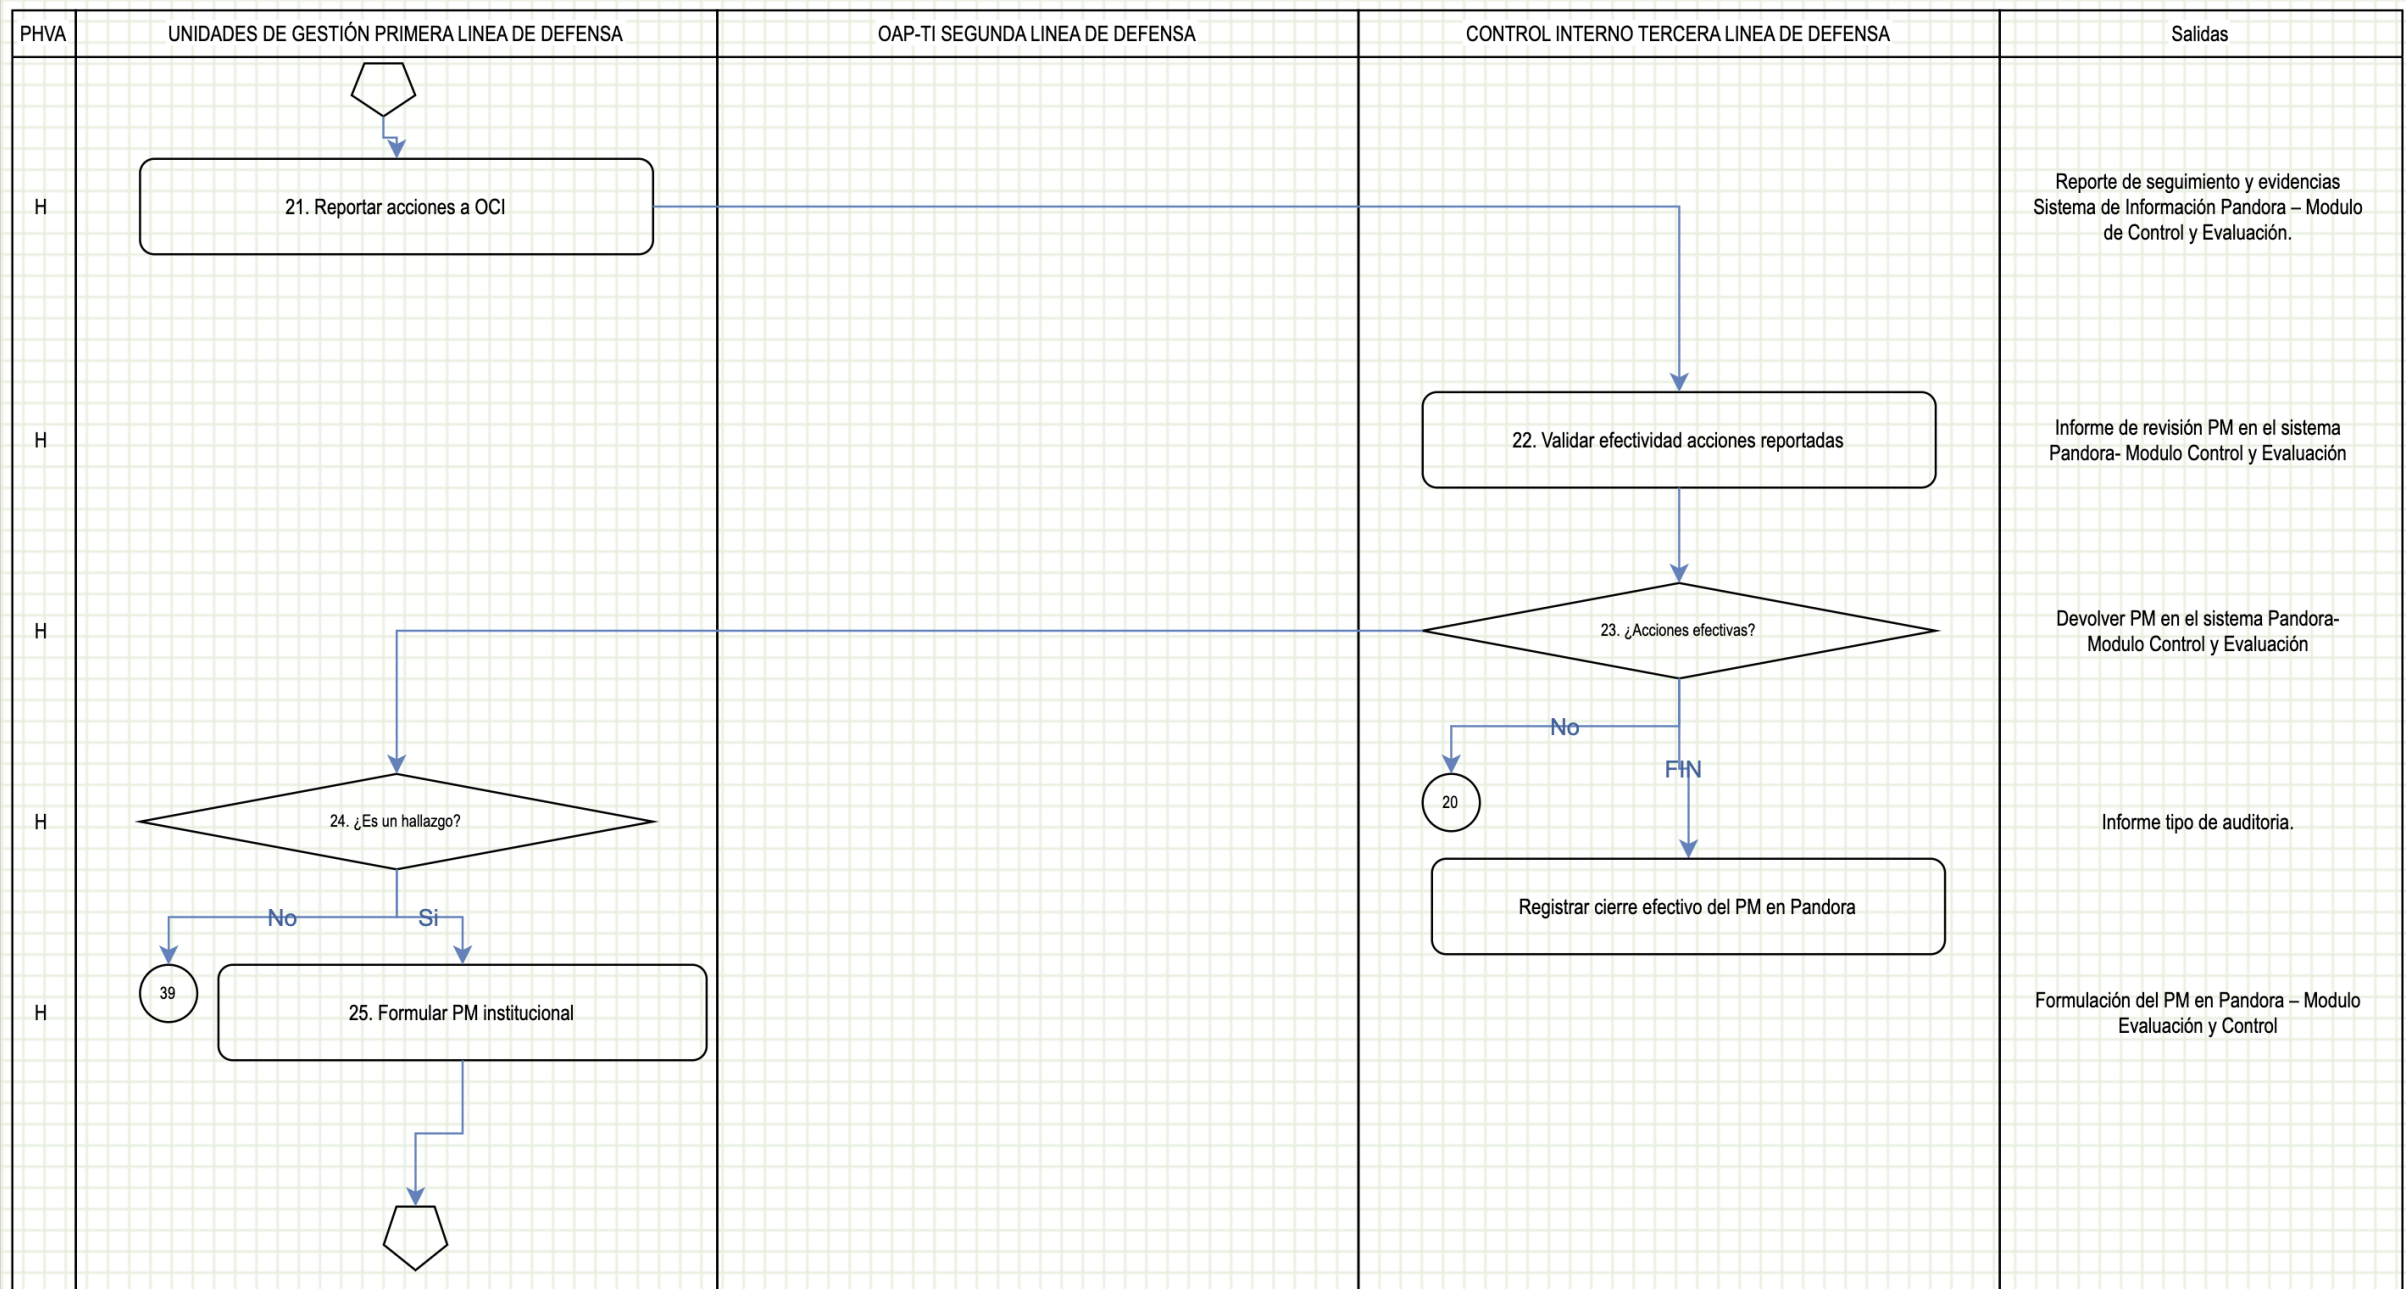 PHVA
UNIDADES DE GESTIÓN PRIMERA LINEA DE DEFENSA
OAP-TI SEGUNDA LINEA DE DEFENSA
CONTROL INTERNO TERCERA LINEA DE DEFENSA
Salidas
H
21. Reportar acciones a OCI
Reporte de seguimiento y evidencias
Sistema de Información Pandora – Modulo
de Control y Evaluación.
H
22. Validar efectividad acciones reportadas
Informe de revisión PM en el sistema
Pandora- Modulo Control y Evaluación
H
23. ¿Acciones efectivas?
Devolver PM en el sistema Pandora-
Modulo Control y Evaluación
No
FIN
20
H
24. ¿Es un hallazgo?
Informe tipo de auditoria.
Registrar cierre efectivo del PM en Pandora
No
Si
39
H
25. Formular PM institucional
Formulación del PM en Pandora – Modulo
Evaluación y Control